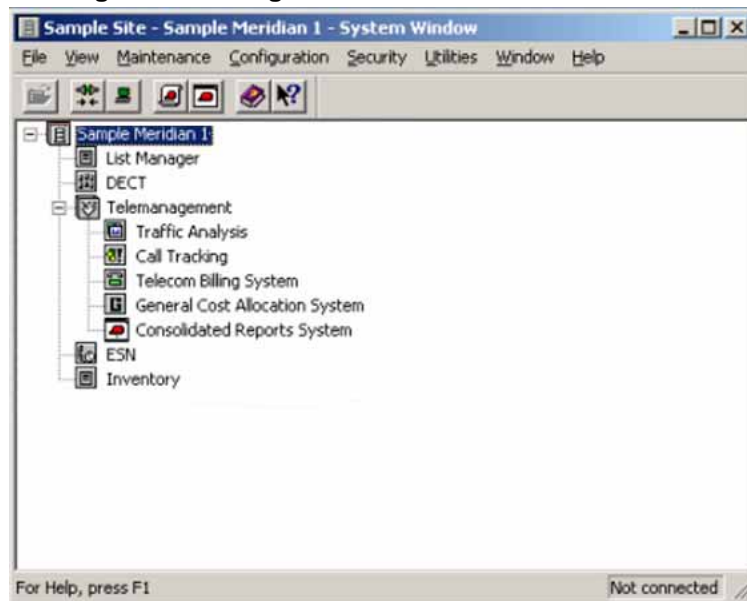 Sample Site - Sample Meridian 1 - System Window
File View Maintenance Configuration Security Utilities Window Help
Sample Meridian 1
List Manager
DECT
Telemanagement
Traffic Analysis
Call Tracking
Telecom Billing System
General Cost Allocation System
Consolidated Reports System
ESN
Inventory
For Help, press F1
Not connected